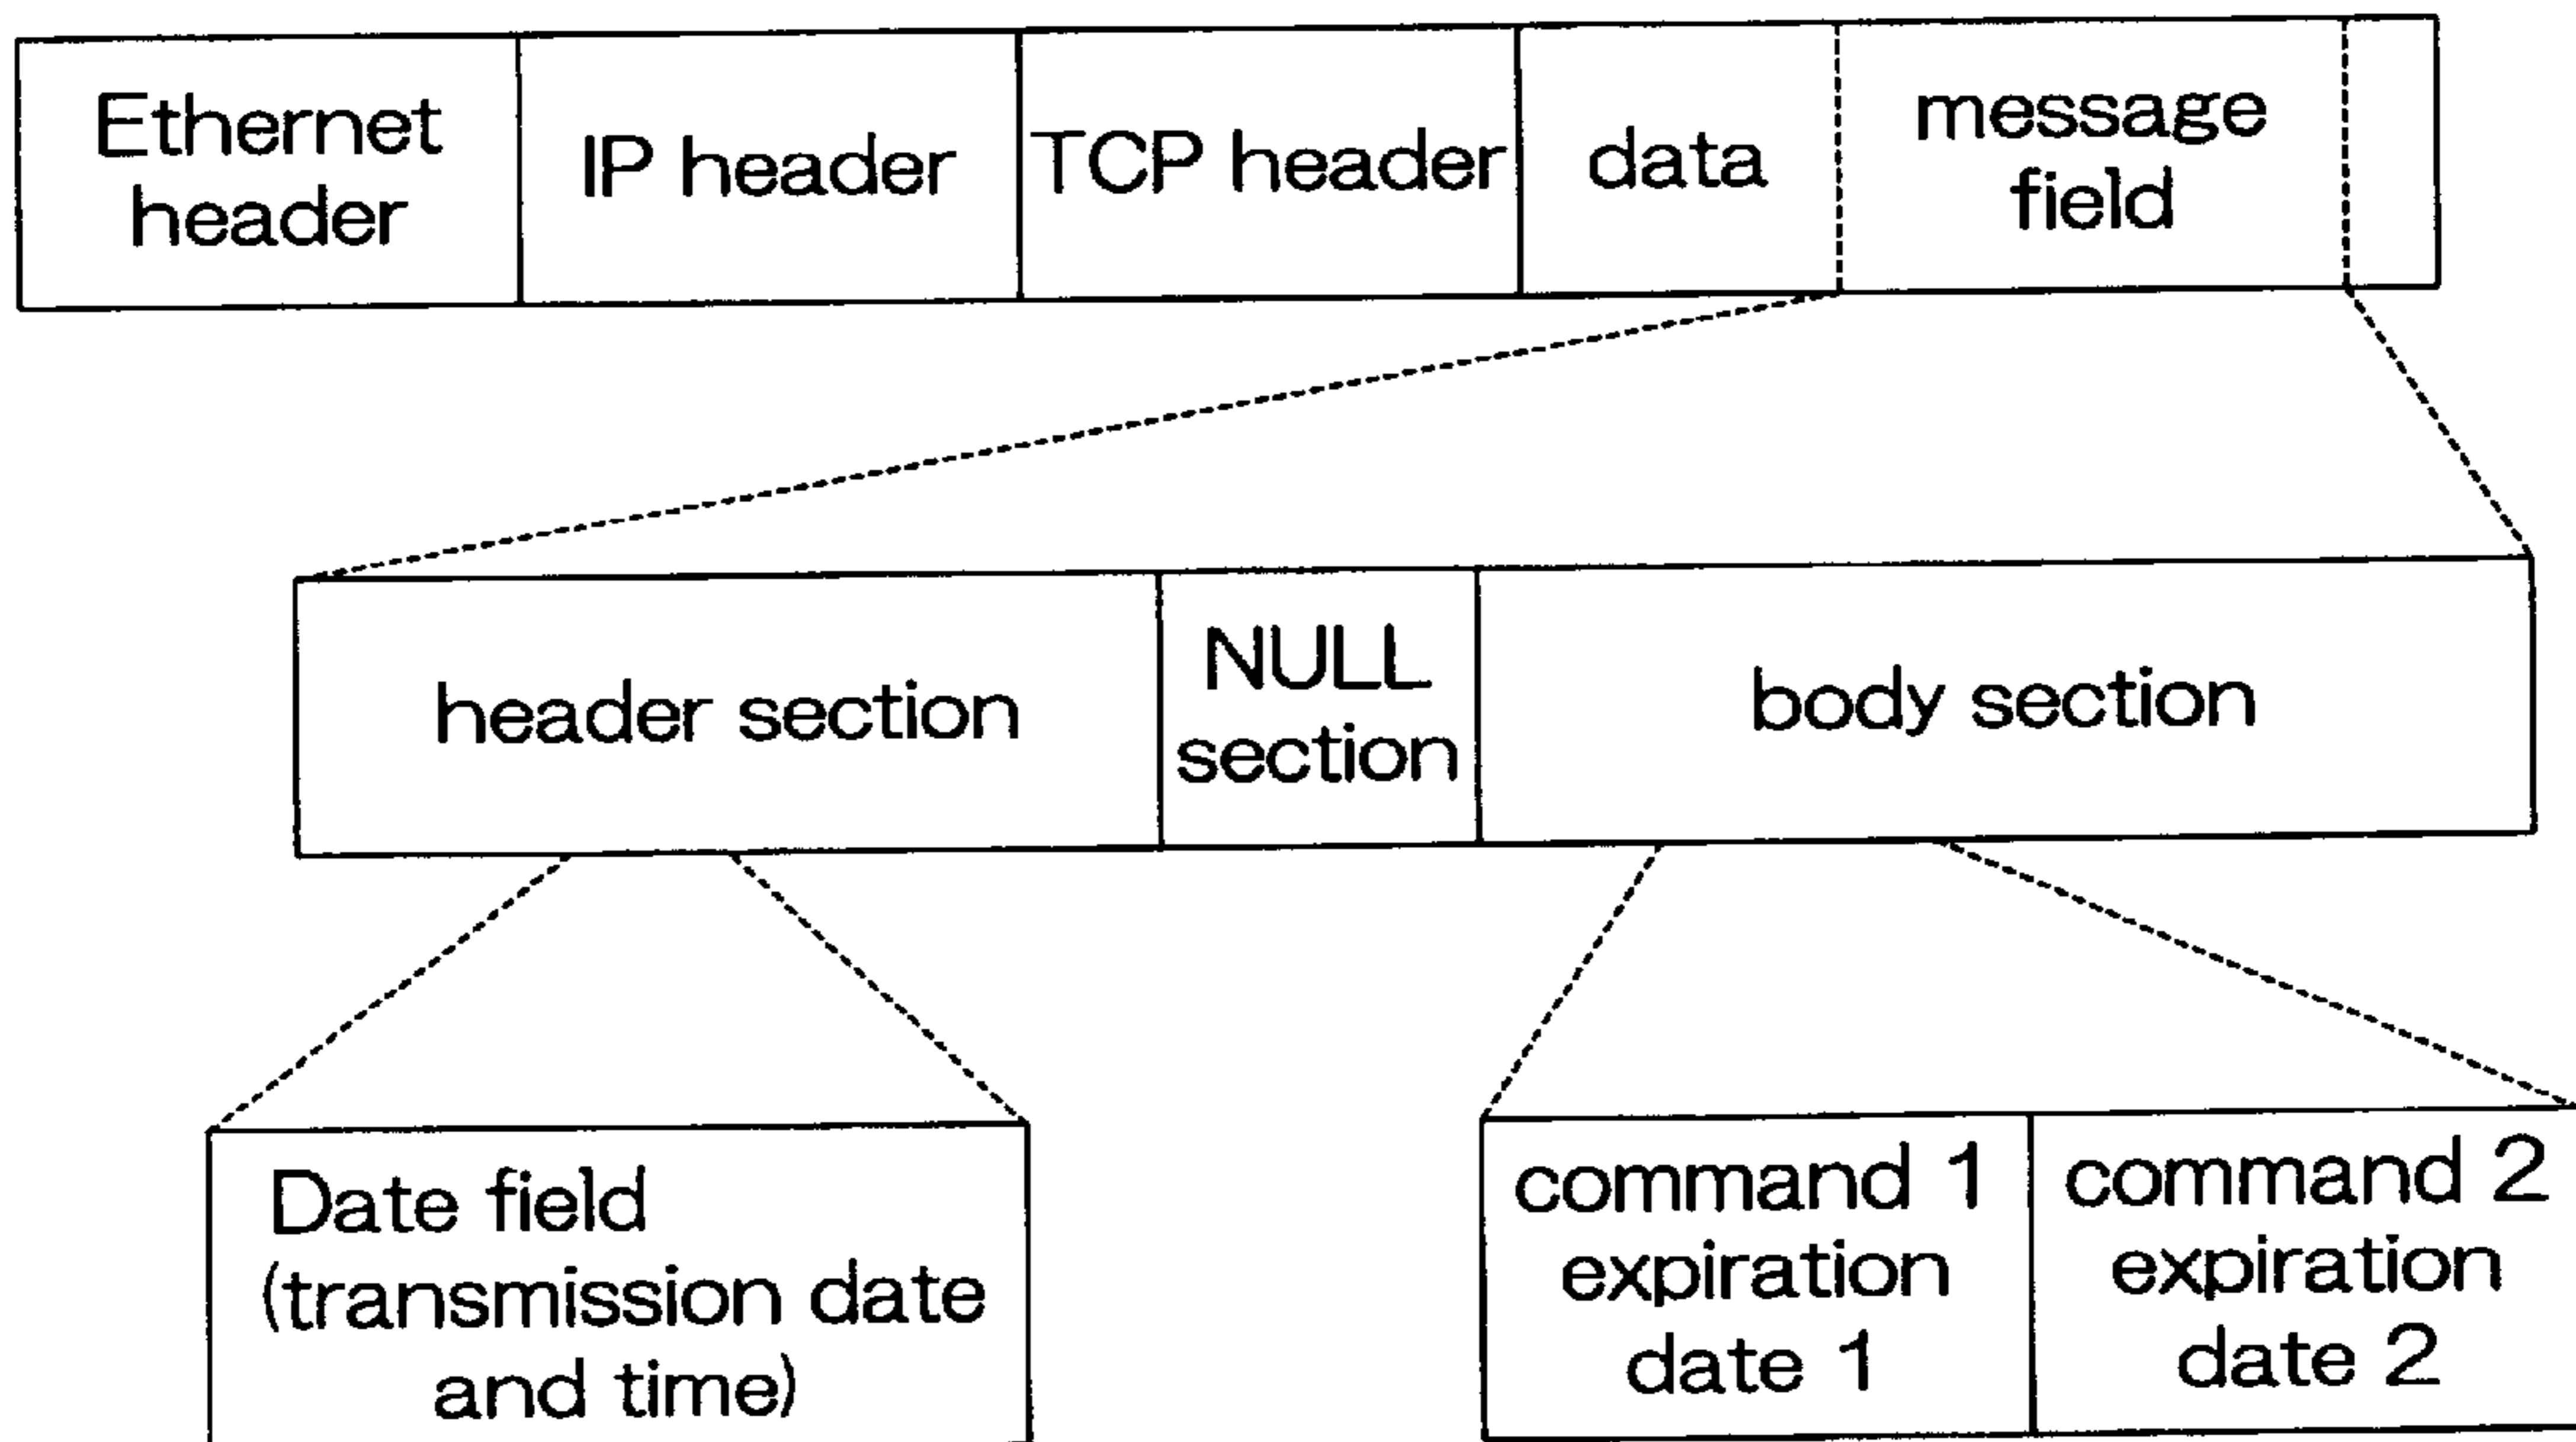 Ethernet
header
IP header
TCP header
data
message
field
header section
NULL
section
body section
Date field
(transmission date
and time)
command 1
expiration
date 1
command 2
expiration
date 2